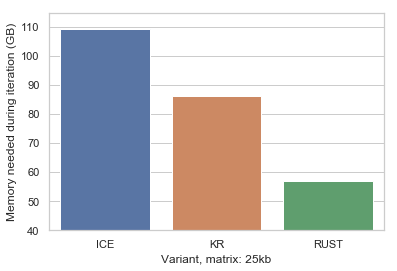 Memory needed during iteration (GB)
110
100
90
80
70
60
50
40
ICE KR RUST
Variant, matrix: 25kb